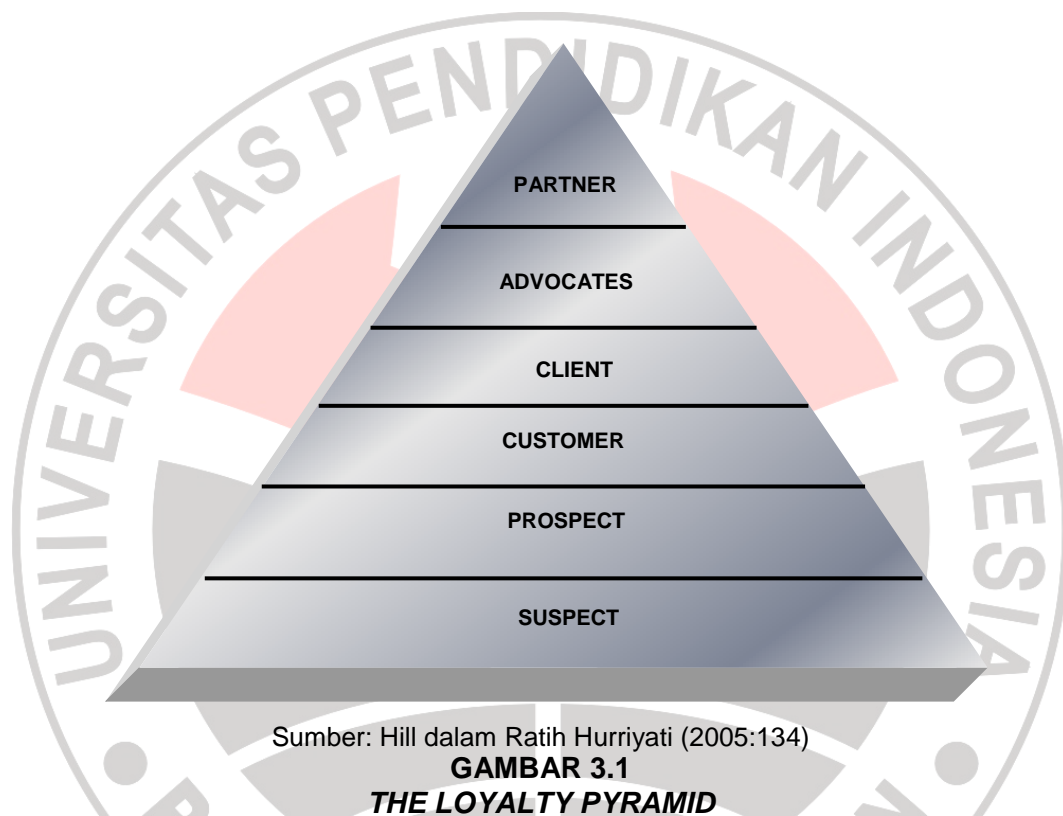 UNIVERSITAS PENDIDIKAN INDONESIA
PARTNER
ADVOCATES
CLIENT
CUSTOMER
PROSPECT
SUSPECT
Sumber: Hill dalam Ratih Hurriyati (2005:134)
GAMBAR 3.1
THE LOYALTY PYRAMID